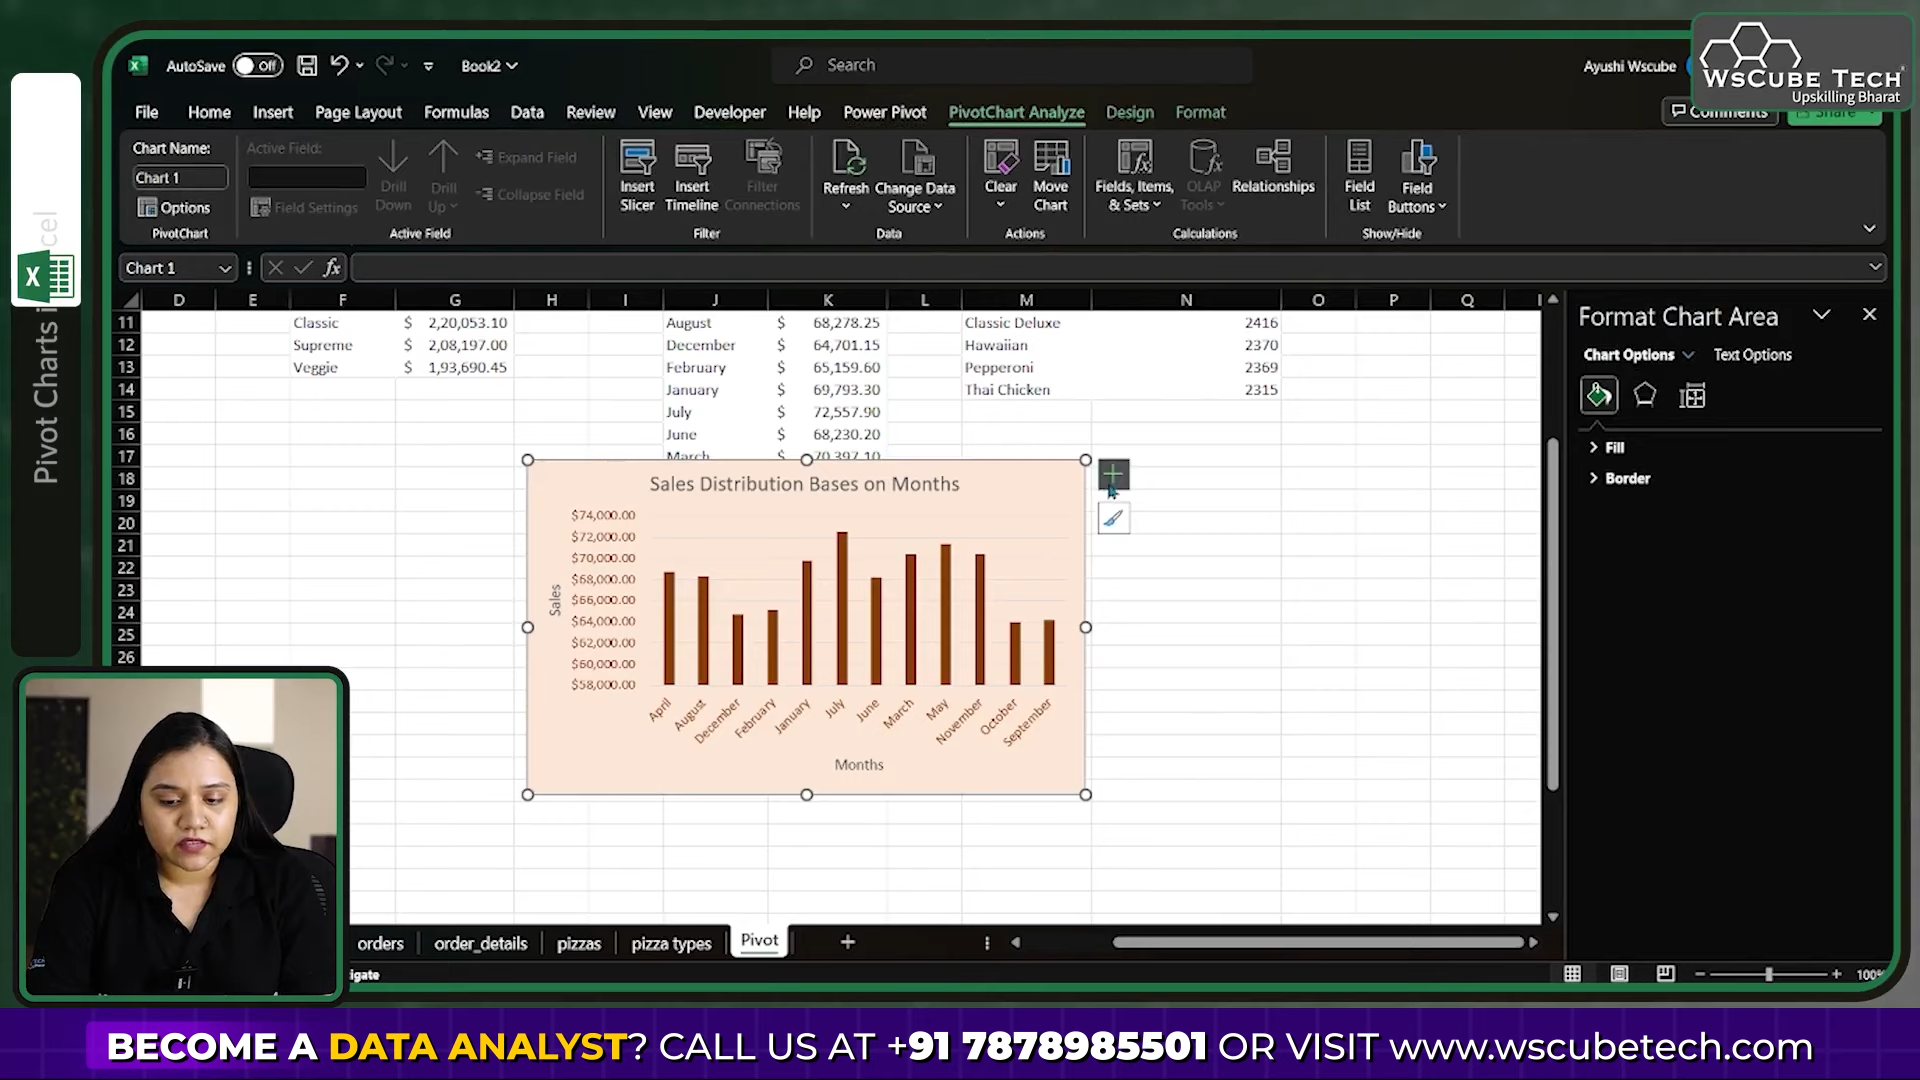 AutoSave Off Book2 Search Ayushi Wscube
WsCube Tech
Upskilling Bharat
File Home Insert Page Layout Formulas Data Review View Developer Help Power Pivot PivotChart Analyze Design Format Comments Share
Chart Name:
Chart 1
Options
PivotChart
Active Field:
Field Settings
Drill Down
Drill Up
Expand Field
Collapse Field
Active Field
Insert Slicer
Insert Timeline
Filter Connections
Filter
Refresh
Change Data Source
Data
Clear
Move Chart
Actions
Fields, Items, & Sets
OLAP Tools
Relationships
Calculations
Field List
Field Buttons
Show/Hide
Chart 1 fx
D E F G H I J K L M N O P Q
11 Classic $ 2,20,053.10 August $ 68,278.25 Classic Deluxe 2416
12 Supreme $ 2,08,197.00 December $ 64,701.15 Hawaiian 2370
13 Veggie $ 1,93,690.45 February $ 65,159.60 Pepperoni 2369
14 January $ 69,793.30 Thai Chicken 2315
15 July $ 72,557.90
16 June $ 68,230.20
17 March $ 70,397.10
18
19
20
21
22
23
24
25
26
Sales Distribution Bases on Months
$74,000.00
$72,000.00
$70,000.00
$68,000.00
$66,000.00
$64,000.00
$62,000.00
$60,000.00
$58,000.00
Sales
April August December February January July June March May November October September
Months
Format Chart Area
Chart Options Text Options
Fill
Border
Pivot Charts i cel
X
orders order_details pizzas pizza types Pivot
igate
100%
BECOME A DATA ANALYST? CALL US AT +91 7878985501 OR VISIT www.wscubetech.com